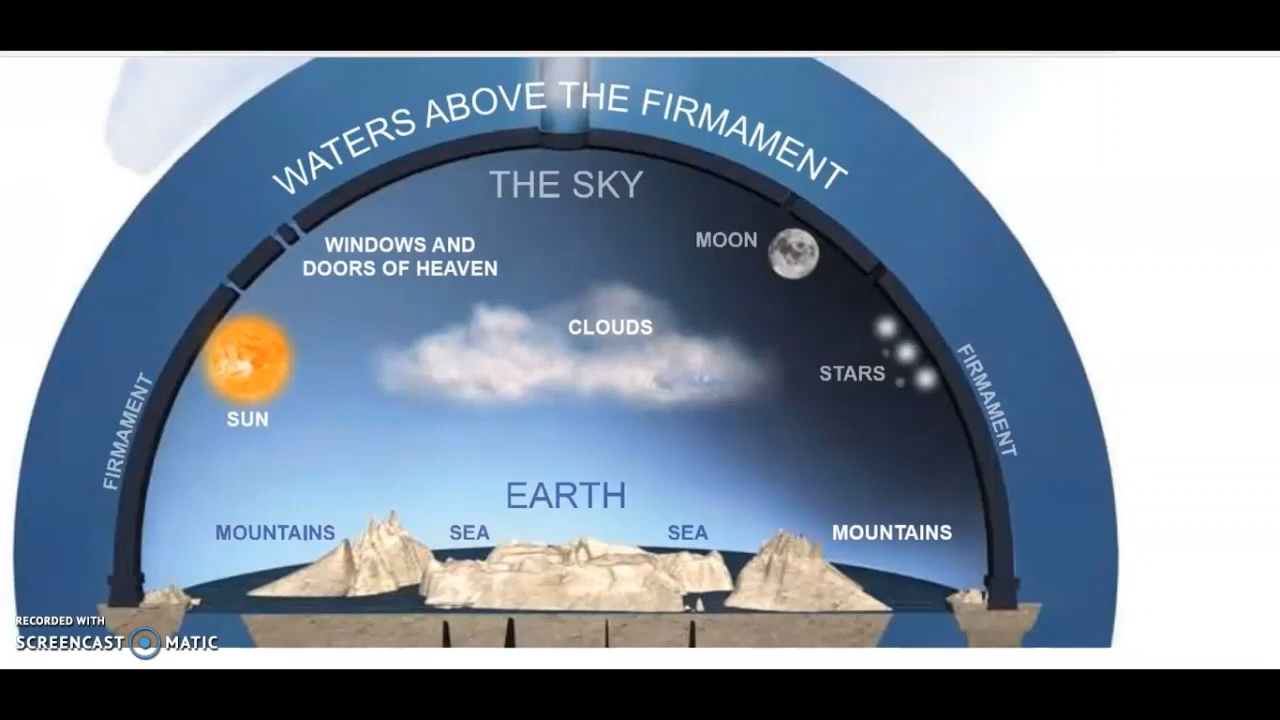 WATERS ABOVE THE FIRMAMENT
THE SKY
WINDOWS AND
DOORS OF HEAVEN
MOON
CLOUDS
STARS
SUN
FIRMAMENT
FIRMAMENT
EARTH
MOUNTAINS
SEA
SEA
MOUNTAINS
RECORDED WITH
SCREENCAST MATIC